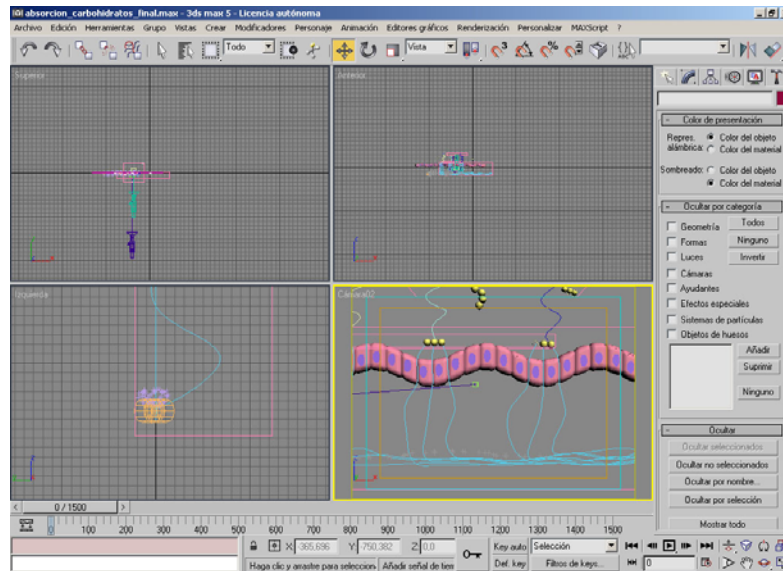 absorcion_carbohidratos_final.max - 3ds max 5 - Licencia autónoma
Archivo Edición Herramientas Grupo Vistas Crear Modificadores Personaje Animación Editores gráficos Renderización Personalizar MAXScript ?
Todo
Vista
3
ABC
Superior
Anterior
Izquierda
Cámara02
Color de presentación
Repres. alámbrica:
Color del objeto
Color del material
Sombreado:
Color del objeto
Color del material
Ocultar por categoría
Geometría
Formas
Luces
Cámaras
Ayudantes
Efectos especiales
Sistemas de partículas
Objetos de huesos
Todos
Ninguno
Invertir
Añadir
Suprimir
Ninguno
Ocultar
Ocultar seleccionados
Ocultar no seleccionados
Ocultar por nombre...
Ocultar por selección
Mostrar todo
0 / 1500
0 100 200 300 400 500 600 700 800 900 1000 1100 1200 1300 1400 1500
X -365,696 Y -750,382 Z 0,0
Key auto Selección
Haga clic y arrastre para seleccion Añadir señal de tiem
Def. key Filtros de keys...
0